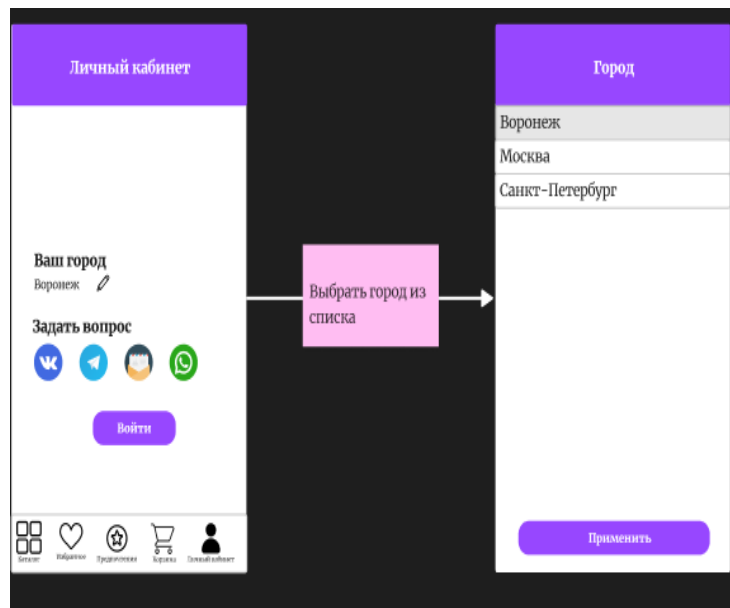 Личный кабинет
Ваш город
Воронеж
Задать вопрос
Войти
Каталог
Избранное
Предпочтения
Корзина
Личный кабинет
Выбрать город из
списка
Город
Воронеж
Москва
Санкт-Петербург
Применить